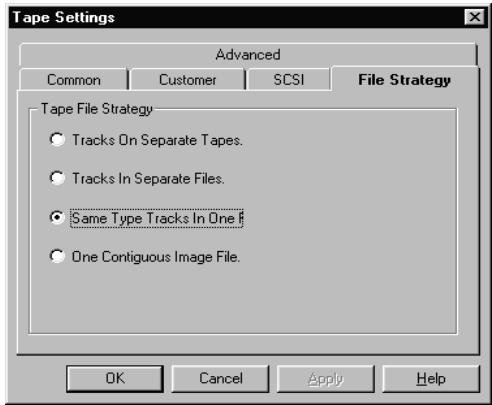 Tape Settings
Advanced
Common Customer SCSI File Strategy
Tape File Strategy
Tracks On Separate Tapes.
Tracks In Separate Files.
Same Type Tracks In One
One Contiguous Image File.
OK Cancel Apply Help